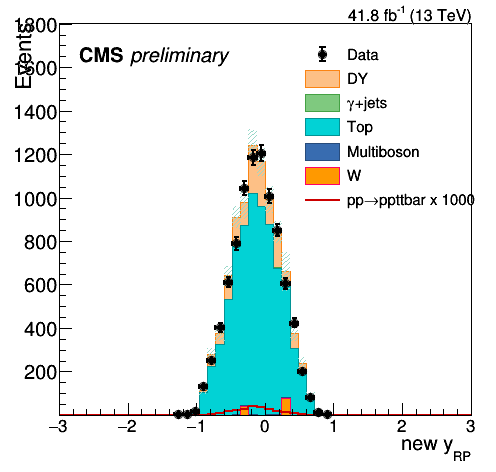 41.8 fb⁻¹ (13 TeV)
Events
CMS preliminary
Data
DY
γ+jets
Top
Multiboson
W
pp→ppttbar x 1000
1800
1600
1400
1200
1000
800
600
400
200
−3 −2 −1 0 1 2 3
new y_RP